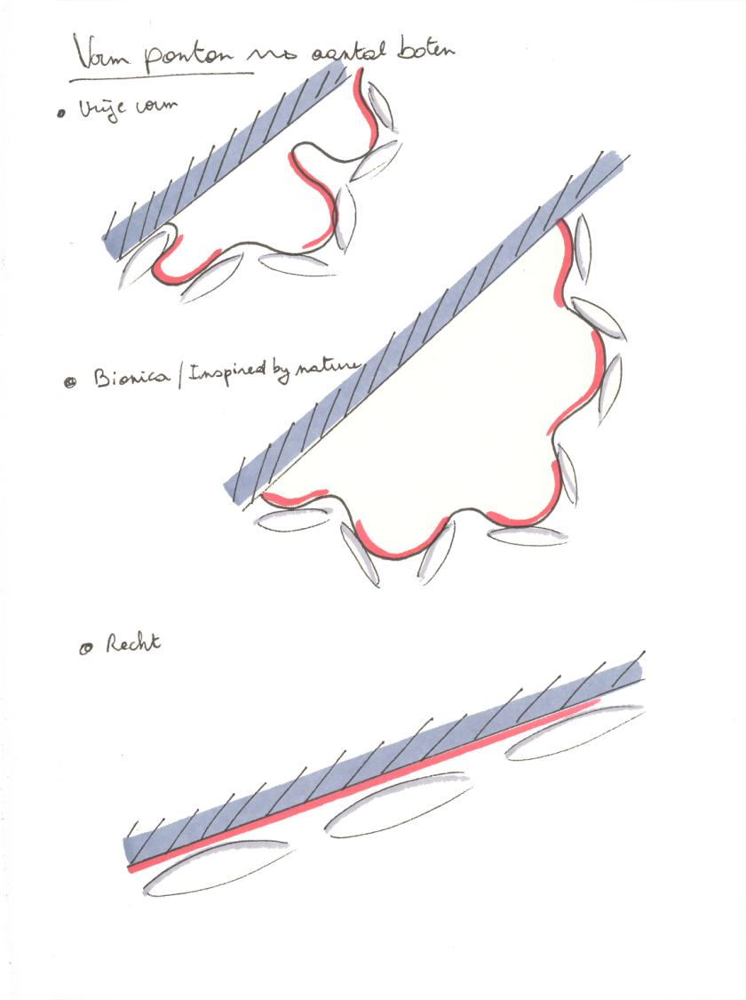 Vorm ponton vs aantal boten
Vrije vorm
Bionica / Inspired by nature
Recht